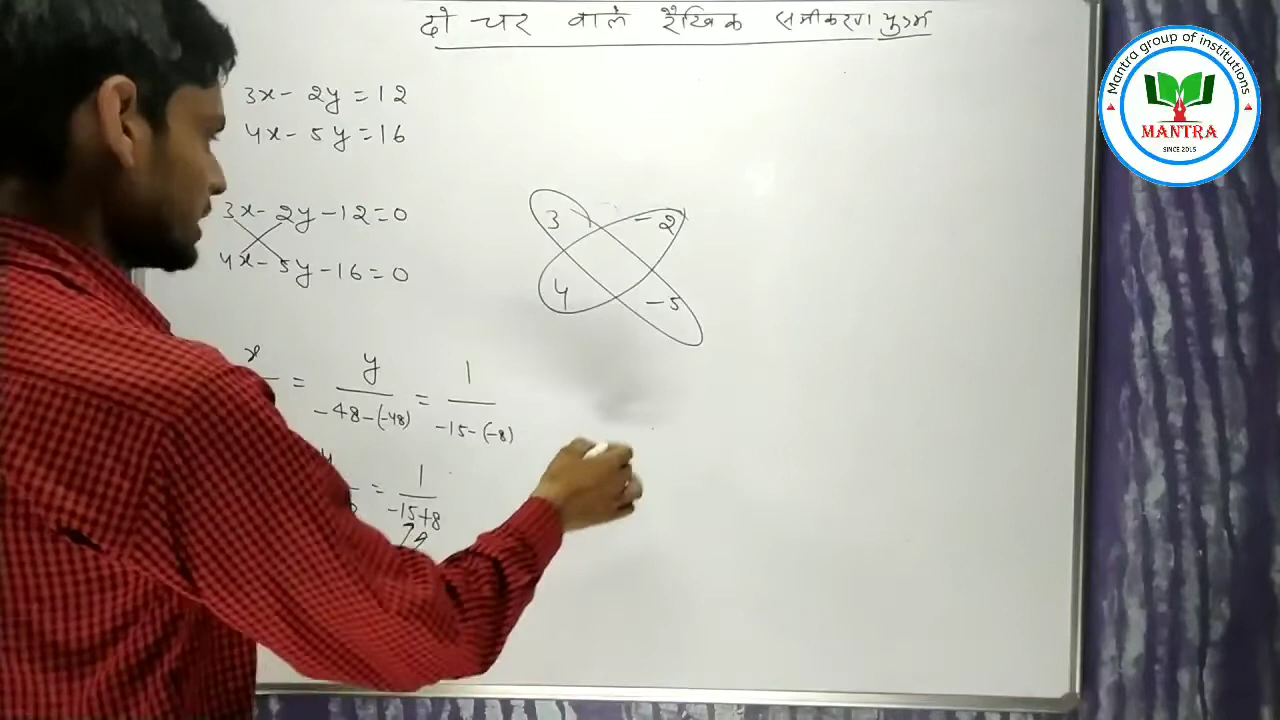 दो चर वाले रैखिक समीकरण युग्म
Mantra group of institutions
MANTRA
SINCE 2015
3x - 2y = 12
4x - 5y = 16
3x - 2y - 12 = 0
4x - 5y - 16 = 0
3 -2
4 -5
x = y = 1
-48-(-48) -15-(-8)
= 1
-15+8